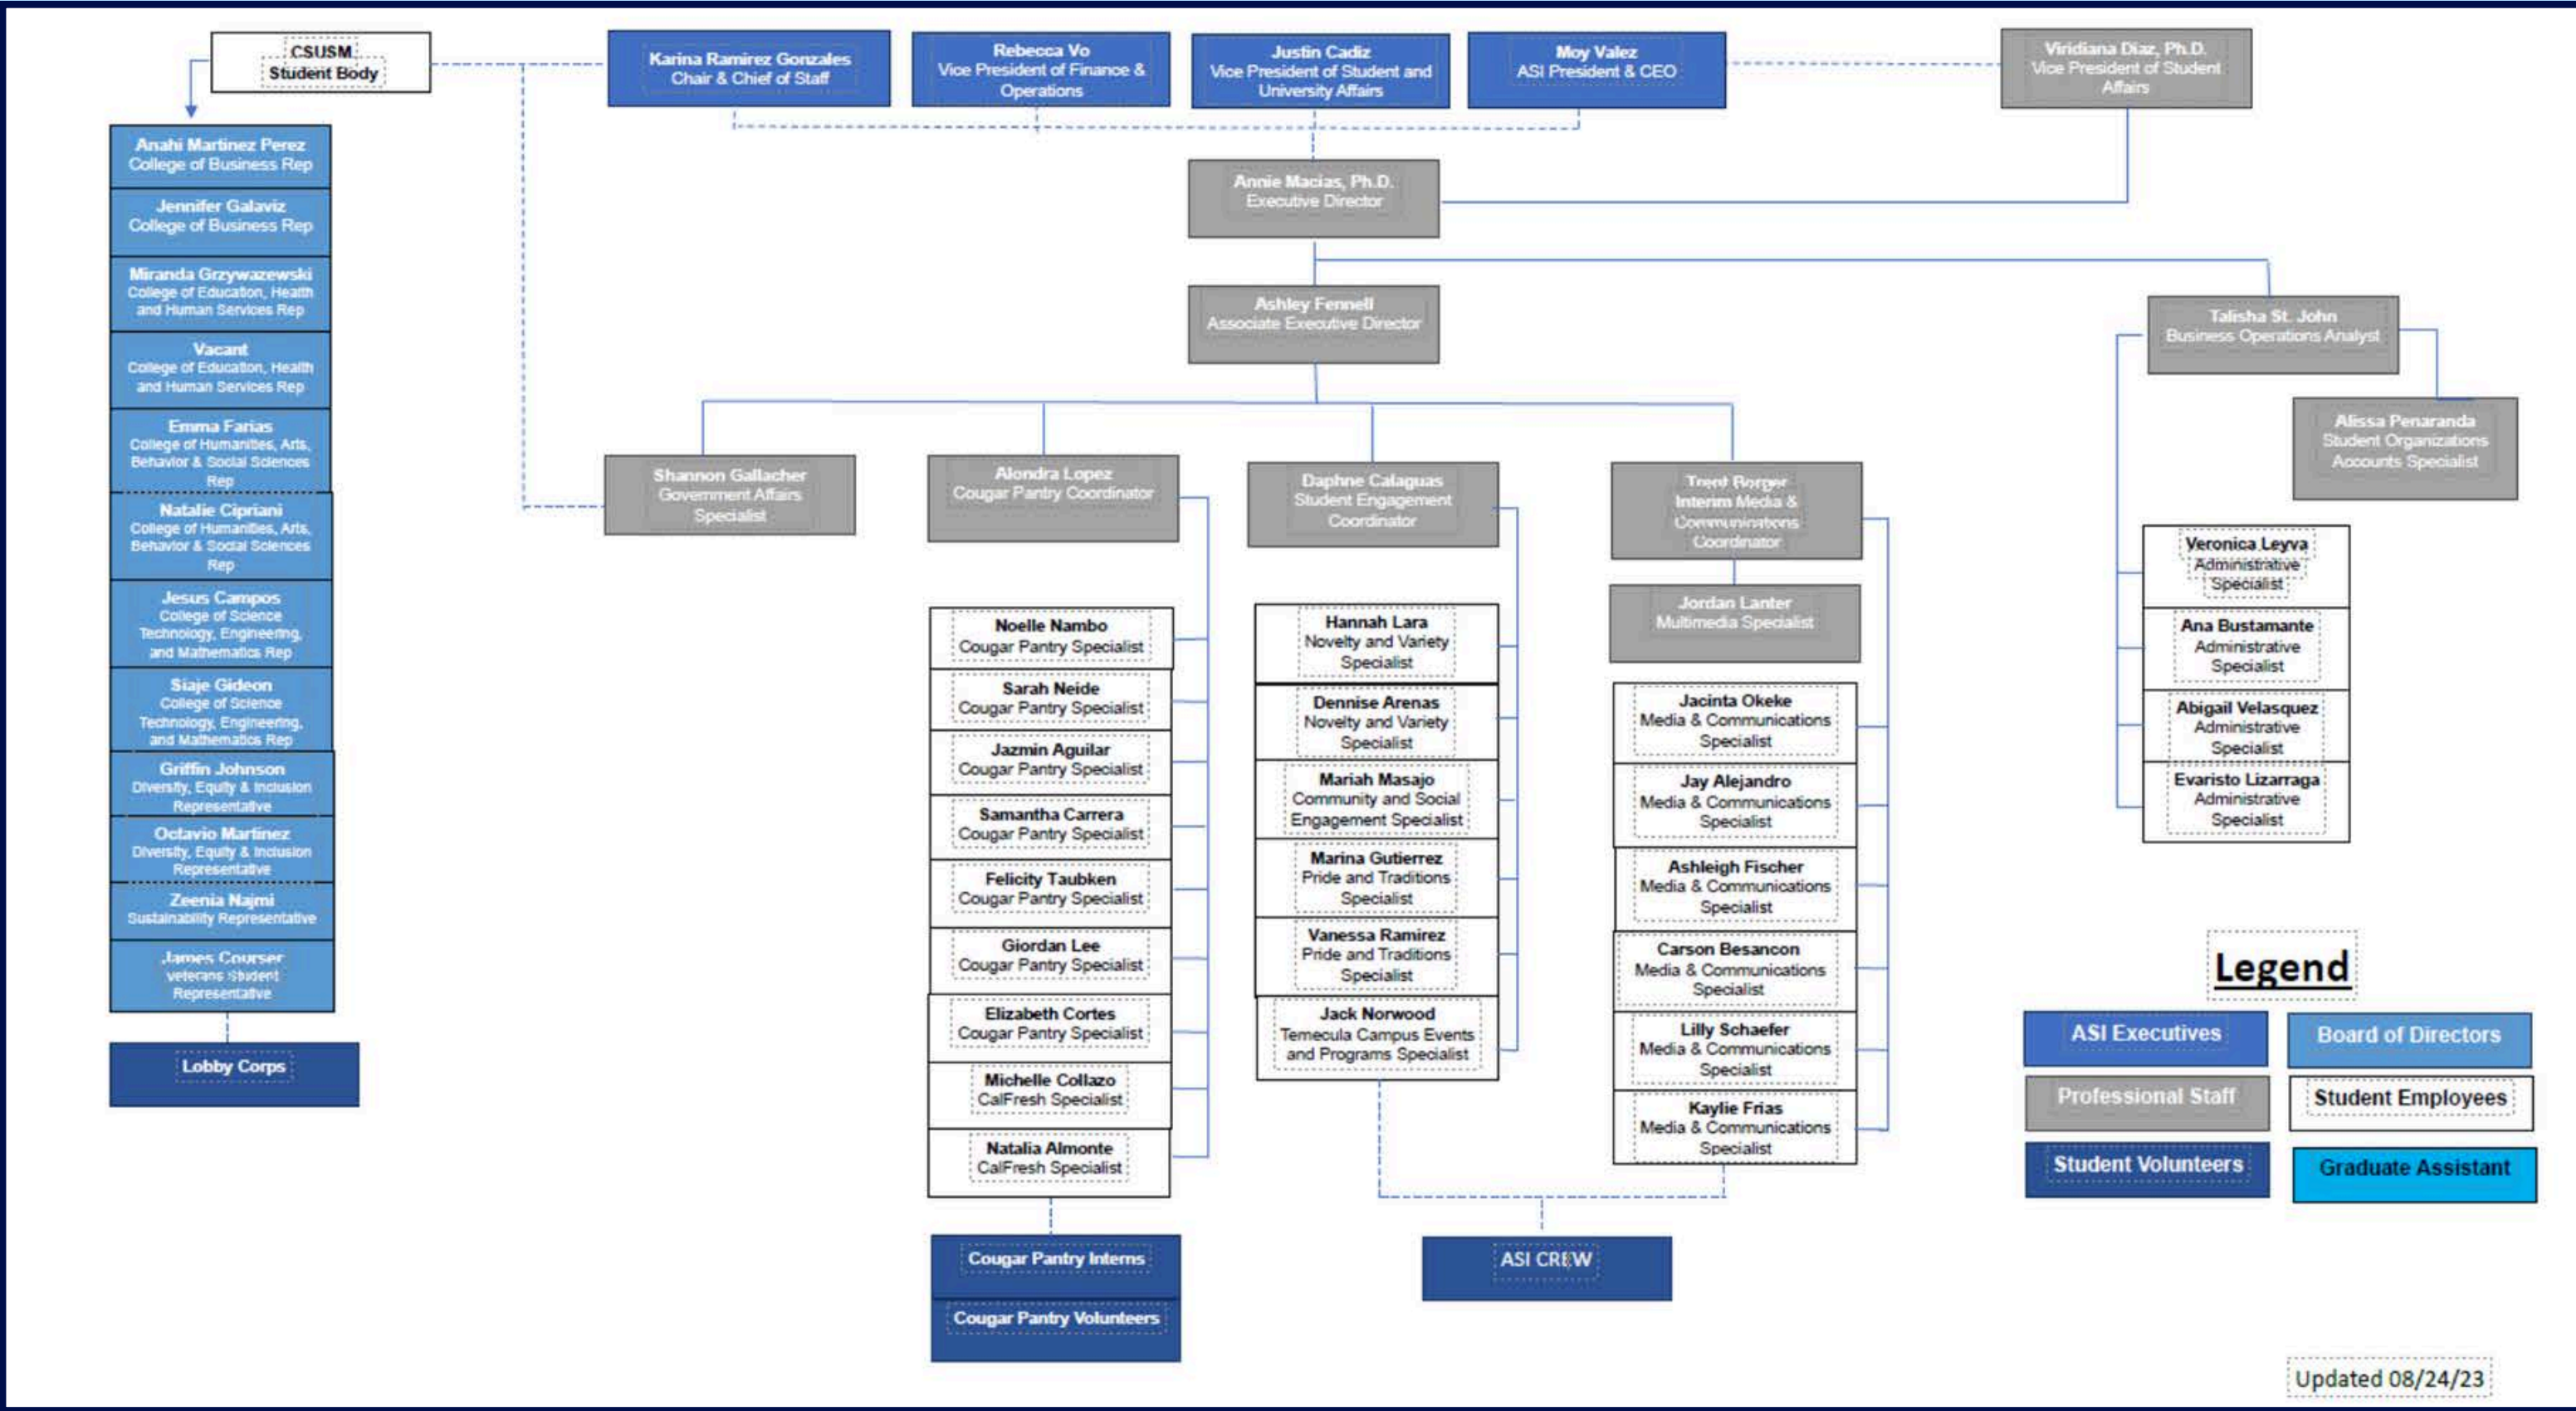 CSUSM
Student Body
Karina Ramirez Gonzales
Chair & Chief of Staff
Rebecca Vo
Vice President of Finance &
Operations
Justin Cadiz
Vice President of Student and
University Affairs
Moy Valez
ASI President & CEO
Viridiana Diaz, Ph.D.
Vice President of Student
Affairs
Anahi Martinez Perez
College of Business Rep
Jennifer Galaviz
College of Business Rep
Miranda Grzywazewski
College of Education, Health
and Human Services Rep
Vacant
College of Education, Health
and Human Services Rep
Emma Farias
College of Humanities, Arts,
Behavior & Social Sciences
Rep
Natalie Cipriani
College of Humanities, Arts,
Behavior & Social Sciences
Rep
Jesus Campos
College of Science
Technology, Engineering,
and Mathematics Rep
Siaje Gideon
College of Science
Technology, Engineering,
and Mathematics Rep
Griffin Johnson
Diversity, Equity & Inclusion
Representative
Octavio Martinez
Diversity, Equity & Inclusion
Representative
Zeenia Najmi
Sustainability Representative
James Courser
Veterans Student
Representative
Lobby Corps
Annie Macias, Ph.D.
Executive Director
Ashley Fennell
Associate Executive Director
Talisha St. John
Business Operations Analyst
Alissa Penaranda
Student Organizations
Accounts Specialist
Shannon Gallacher
Government Affairs
Specialist
Alondra Lopez
Cougar Pantry Coordinator
Daphne Calaguas
Student Engagement
Coordinator
Trent Borger
Interim Media &
Communications
Coordinator
Jordan Lanter
Multimedia Specialist
Noelle Nambo
Cougar Pantry Specialist
Sarah Neide
Cougar Pantry Specialist
Jazmin Aguilar
Cougar Pantry Specialist
Samantha Carrera
Cougar Pantry Specialist
Felicity Taubken
Cougar Pantry Specialist
Giordan Lee
Cougar Pantry Specialist
Elizabeth Cortes
Cougar Pantry Specialist
Michelle Collazo
CalFresh Specialist
Natalia Almonte
CalFresh Specialist
Cougar Pantry Interns
Cougar Pantry Volunteers
Hannah Lara
Novelty and Variety
Specialist
Dennise Arenas
Novelty and Variety
Specialist
Mariah Masajo
Community and Social
Engagement Specialist
Marina Gutierrez
Pride and Traditions
Specialist
Vanessa Ramirez
Pride and Traditions
Specialist
Jack Norwood
Temecula Campus Events
and Programs Specialist
Jacinta Okeke
Media & Communications
Specialist
Jay Alejandro
Media & Communications
Specialist
Ashleigh Fischer
Media & Communications
Specialist
Carson Besancon
Media & Communications
Specialist
Lilly Schaefer
Media & Communications
Specialist
Kaylie Frias
Media & Communications
Specialist
ASI CREW
Veronica Leyva
Administrative
Specialist
Ana Bustamante
Administrative
Specialist
Abigail Velasquez
Administrative
Specialist
Evaristo Lizarraga
Administrative
Specialist
Legend
ASI Executives
Board of Directors
Professional Staff
Student Employees
Student Volunteers
Graduate Assistant
Updated 08/24/23